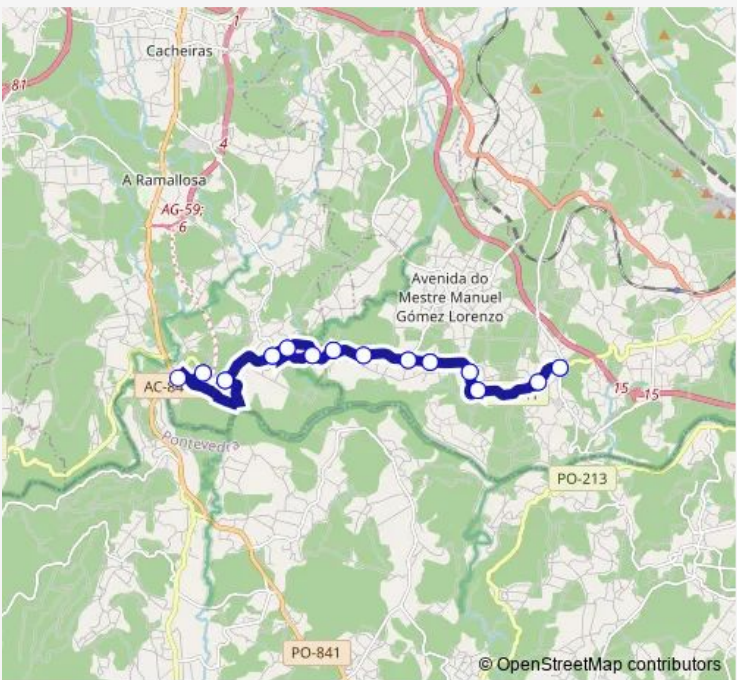 1
Cacheiras
81
4
15
A Ramallosa
AG-59;
6
Avenida do
Mestre Manuel
Gómez Lorenzo
AC-84
15
15
Pontevedra
PO-213
PO-841
© OpenStreetMap contributors